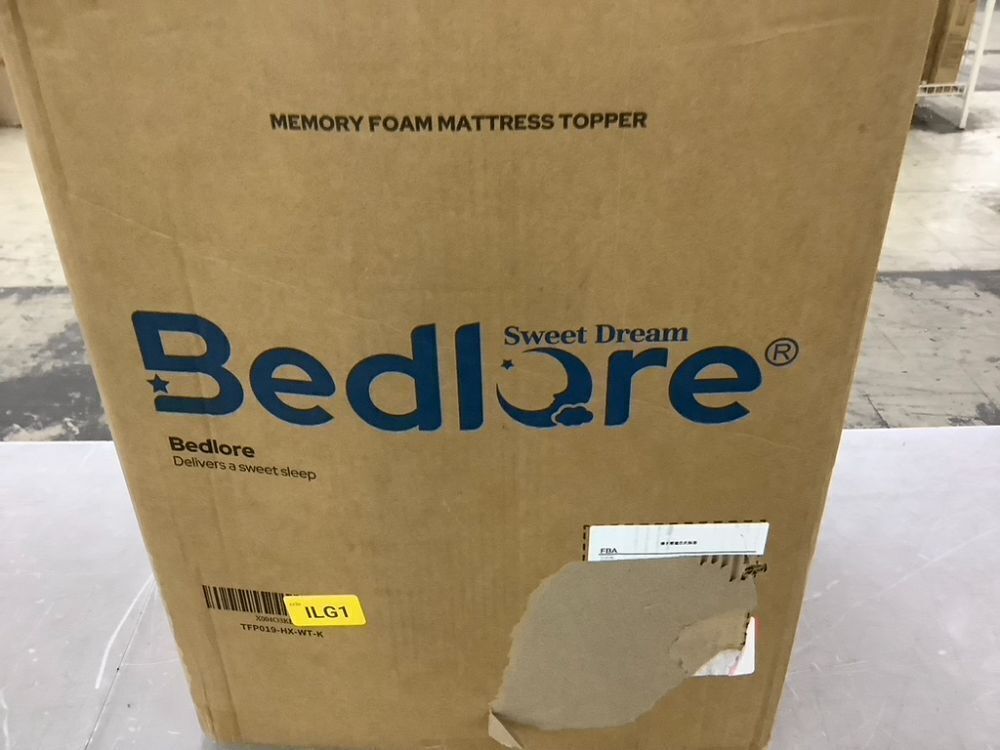 MEMORY FOAM MATTRESS TOPPER
Sweet Dream
Bedlore®
Bedlore
Delivers a sweet sleep
FBA
ILG1
TFP019-HX-WT-K